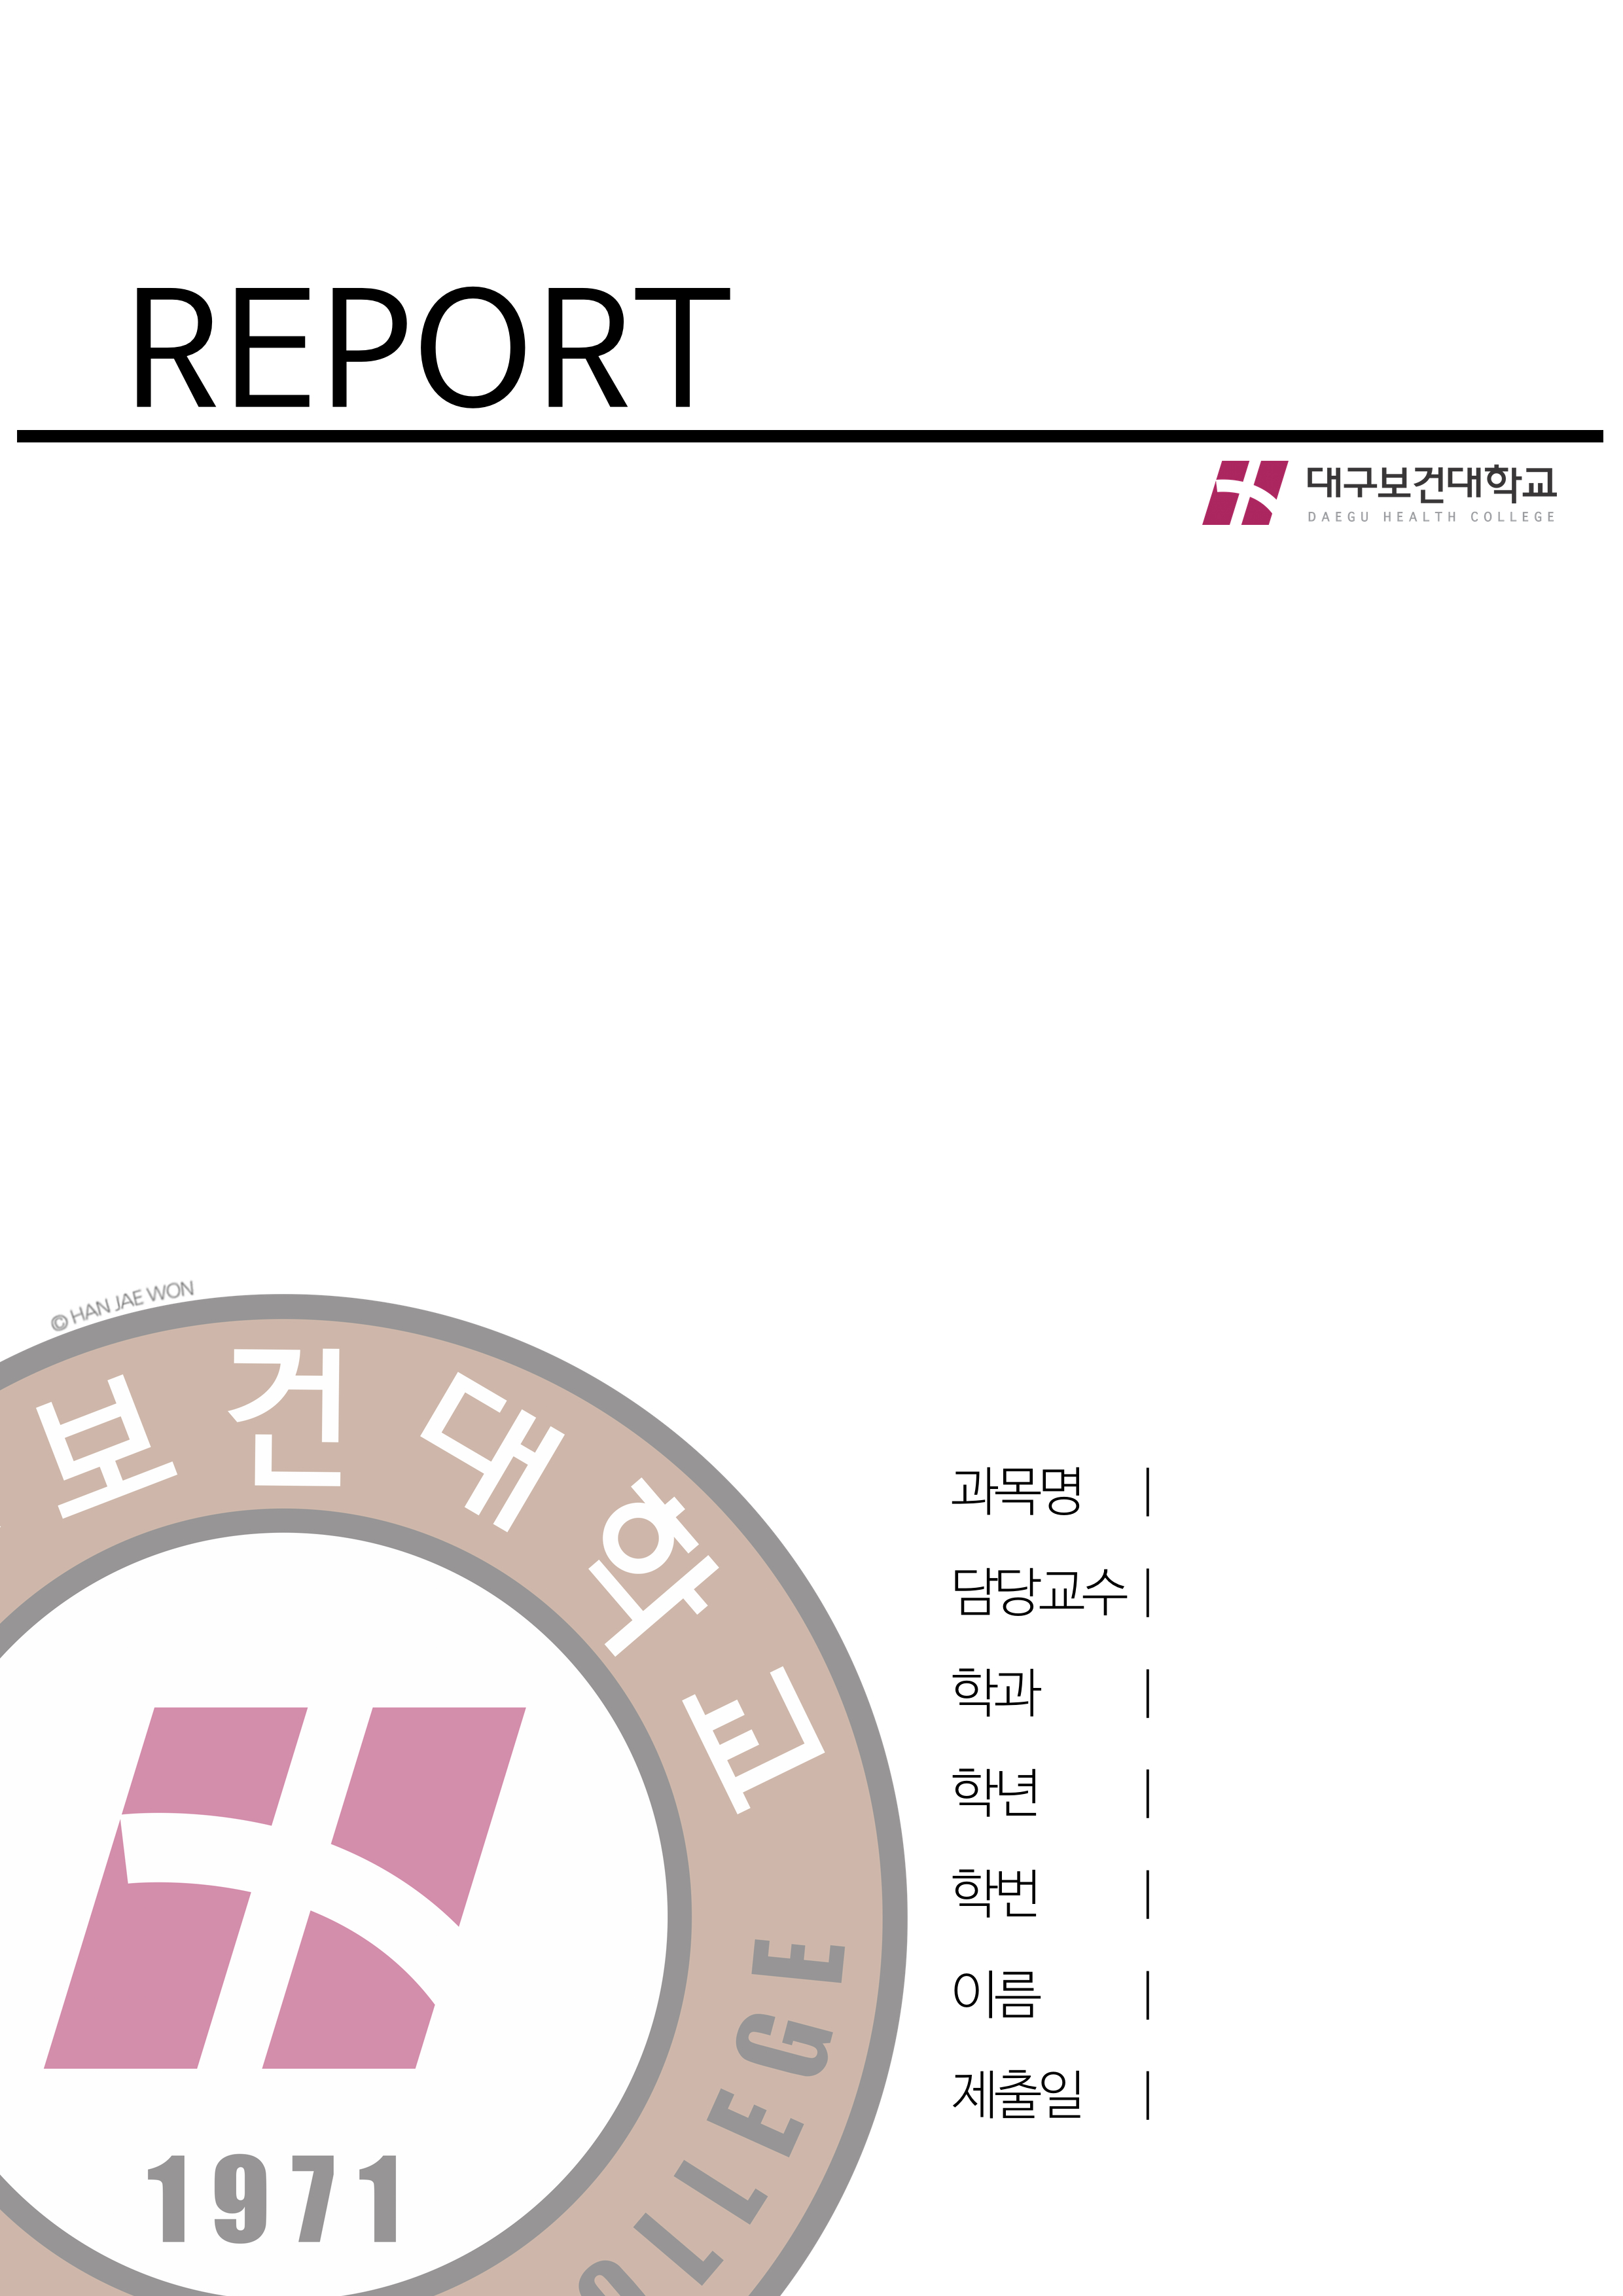 REPORT
대구보건대학교
DAEGU HEALTH COLLEGE
© HAN JAE WON
보건대학교
과목명 |
담당교수 |
학과 |
학년 |
학번 |
이름 |
제출일 |
OLLEGE
1971